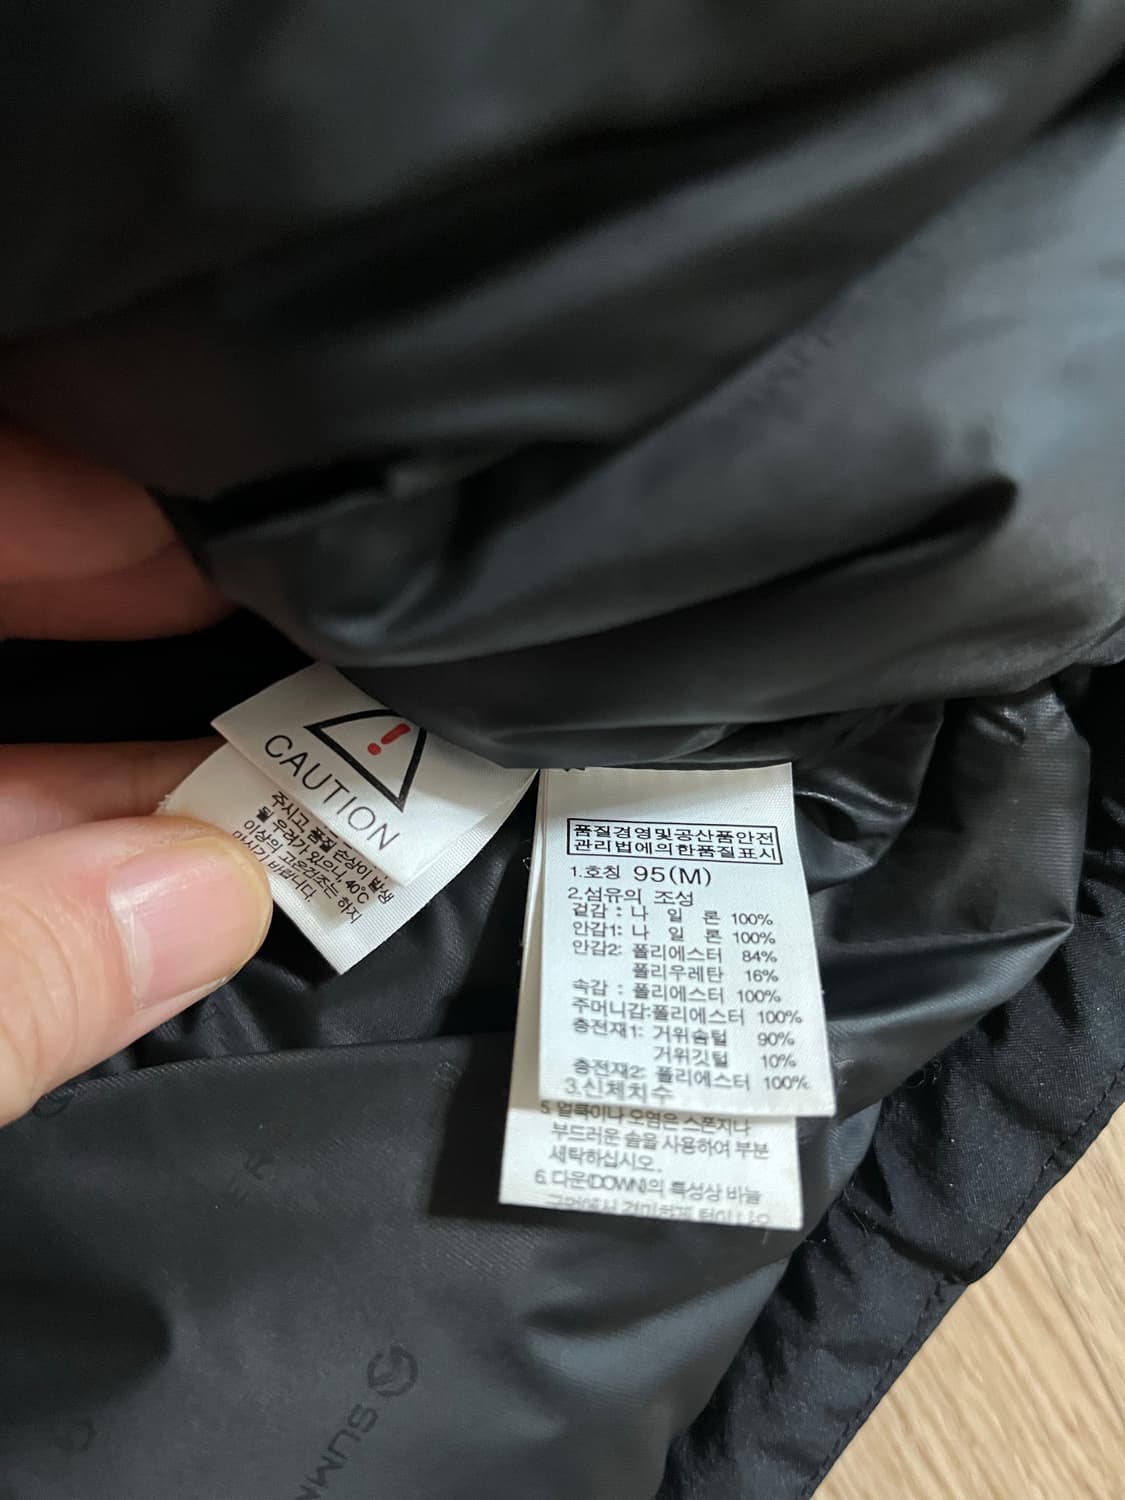 !
CAUTION
주시고, 품질 손상이 발생
될 우려가 있으니, 40℃
이상의 고온건조는 하지
마시기 바랍니다.
품질경영및공산품안전
관리법에의한품질표시
1.호칭 95(M)
2.섬유의 조성
겉감 : 나 일 론 100%
안감1: 나 일 론 100%
안감2: 폴리에스터 84%
폴리우레탄 16%
속감 : 폴리에스터 100%
주머니감:폴리에스터 100%
충전재1: 거위솜털 90%
거위깃털 10%
충전재2: 폴리에스터 100%
3.신체치수
5. 얼룩이나 오염은 스폰지나
부드러운 솔을 사용하여 부분
세탁하십시오.
6. 다운(DOWN)의 특성상 바늘
SUMM